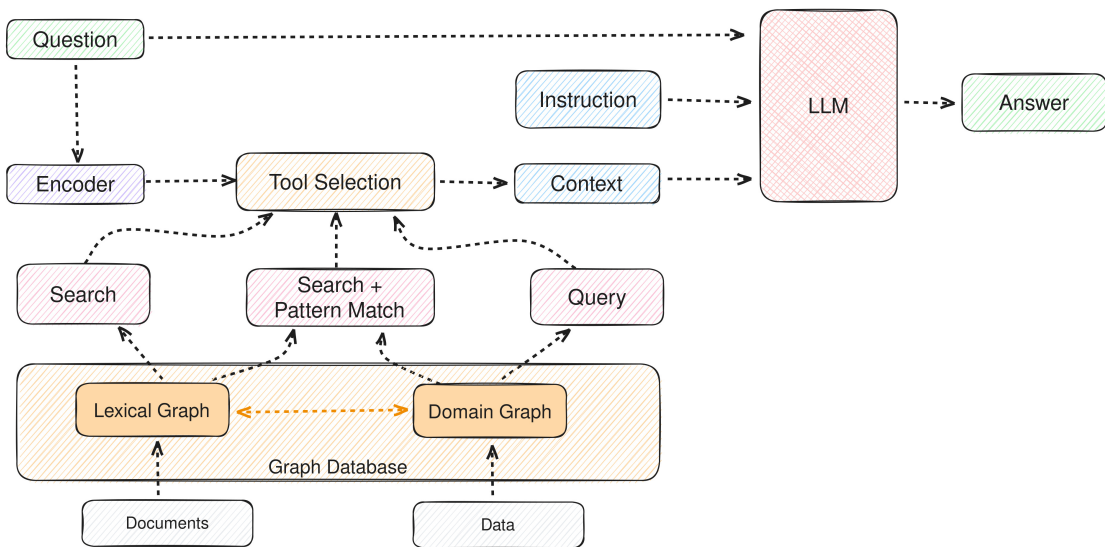 Question
Instruction
LLM
Answer
Encoder
Tool Selection
Context
Search
Search +
Pattern Match
Query
Lexical Graph
Domain Graph
Graph Database
Documents
Data